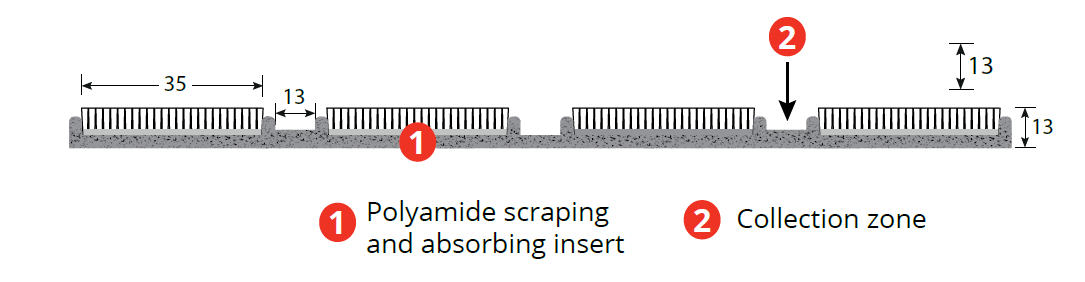 2
13
35
13
13
1
1 Polyamide scraping
and absorbing insert
2 Collection zone